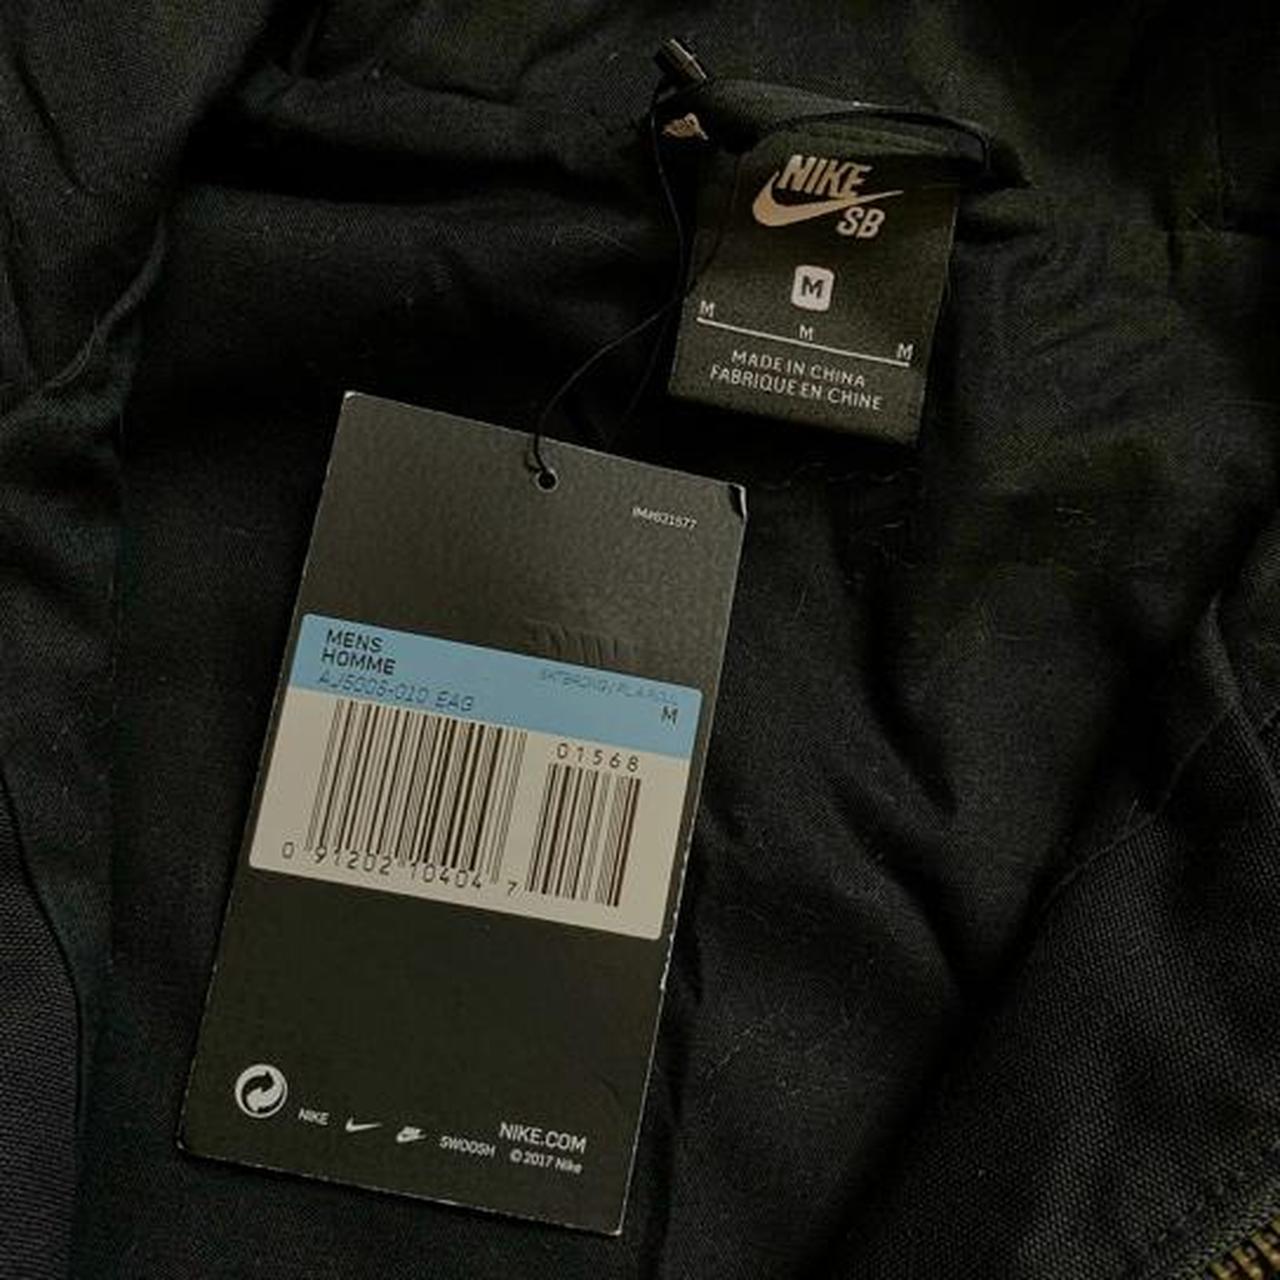 NIKE
SB
M
M M M
MADE IN CHINA
FABRIQUE EN CHINE
MENS
HOMME
AJ5005-010 EAG
M
01568
0 91202 10404 7
NIKE
SWOOSH
NIKE.COM
© 2017 Nike